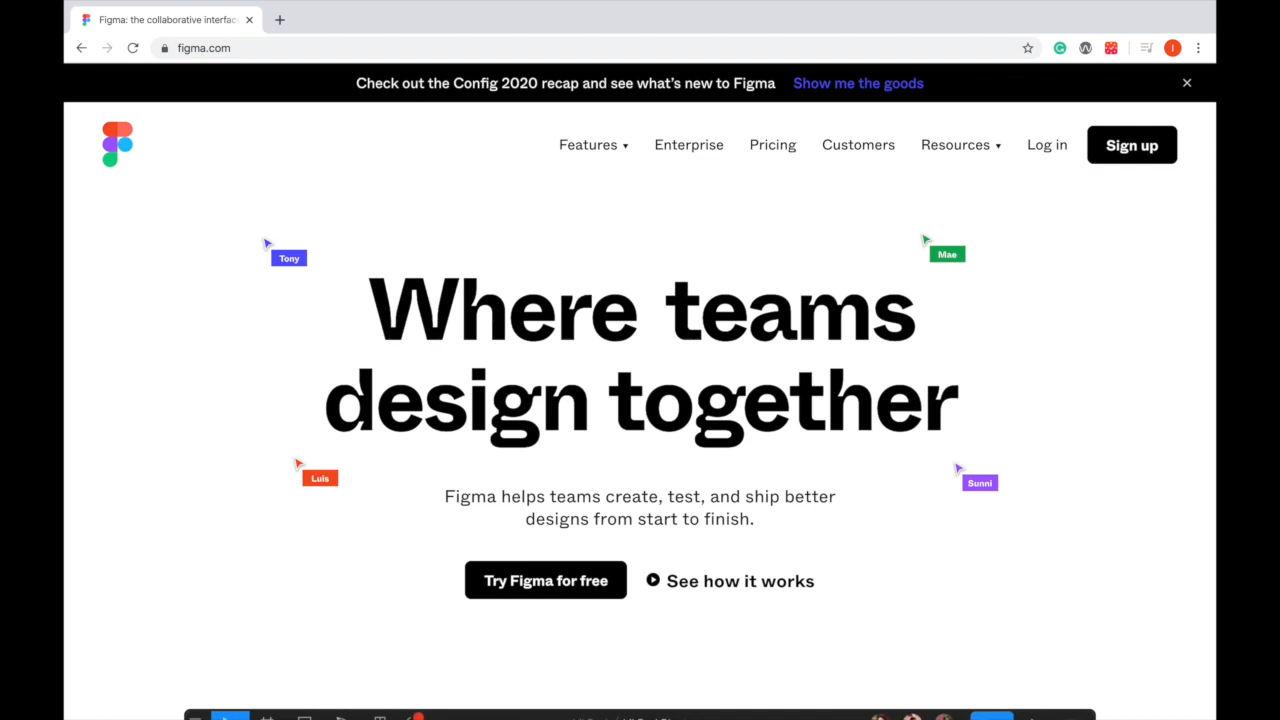 Figma: the collaborative interfac
figma.com
Check out the Config 2020 recap and see what's new to Figma Show me the goods
Features Enterprise Pricing Customers Resources Log in Sign up
Tony
Mae
Where teams
design together
Luis
Sunni
Figma helps teams create, test, and ship better
designs from start to finish.
Try Figma for free See how it works